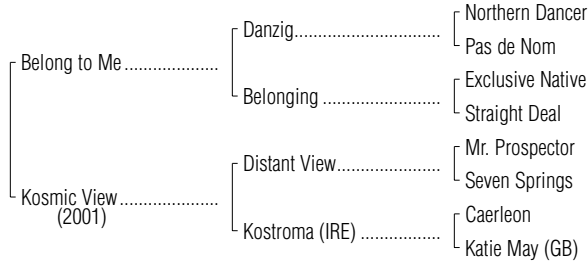 Northern Dancer
Danzig........................................
Pas de Nom
Belong to Me .........................
Exclusive Native
Belonging .................................
Straight Deal
Mr. Prospector
Distant View.............................
Seven Springs
Kosmic View..........................
(2001)
Caerleon
Kostroma (IRE) ......................
Katie May (GB)